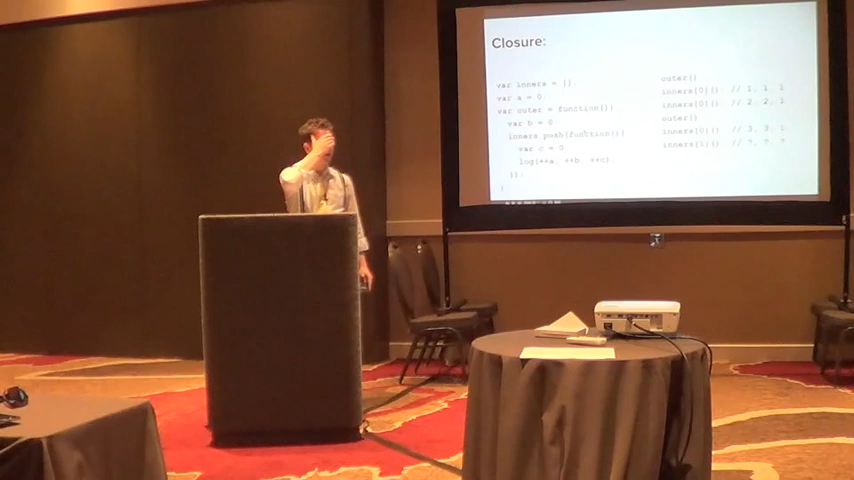 Closure:
var inners = [];
var a = 0;
var outer = function(){
var b = 0
inners.push(function(){
var c = 0
log(++a, ++b, ++c);
});
}
outer()
inners[0](); // 1, 1, 1
inners[0](); // 2, 2, 1
outer()
inners[0](); // 3, 3, 1
inners[1](); // ?, ?, ?